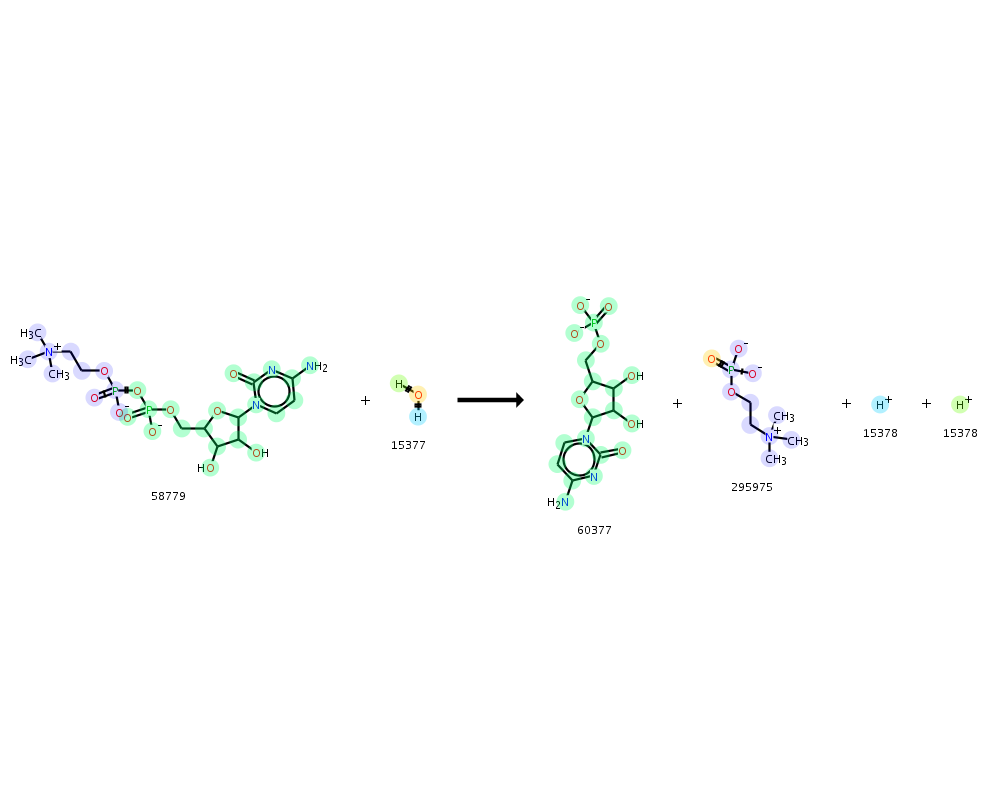 H3C
H3C
N+
CH3
O
P
O
O
O-
O
P
O-
O
O
HO
OH
N
O
N
NH2
58779
+
H
O
H
15377
O-
O
O-
P
O
O
OH
OH
N
O
N
H2N
60377
+
O
O-
P
O-
O
CH3
N+
CH3
CH3
295975
+
H+
15378
+
H+
15378